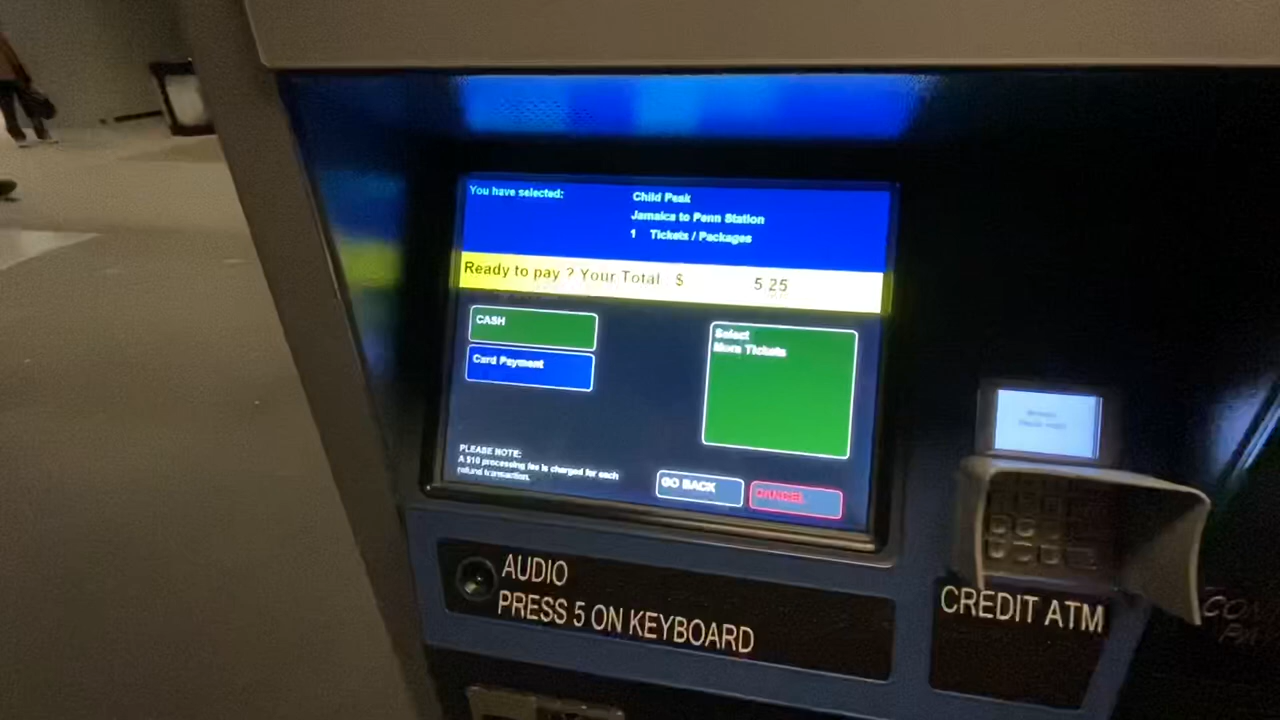 You have selected:
Child Peak
Jamaica to Penn Station
1 Tickets / Packages
Ready to pay ? Your Total $ 5.25
CASH
Card Payment
Select
More Tickets
PLEASE NOTE:
A $10 processing fee is charged for each
refund transaction.
GO BACK
CANCEL
AUDIO
PRESS 5 ON KEYBOARD
CREDIT ATM